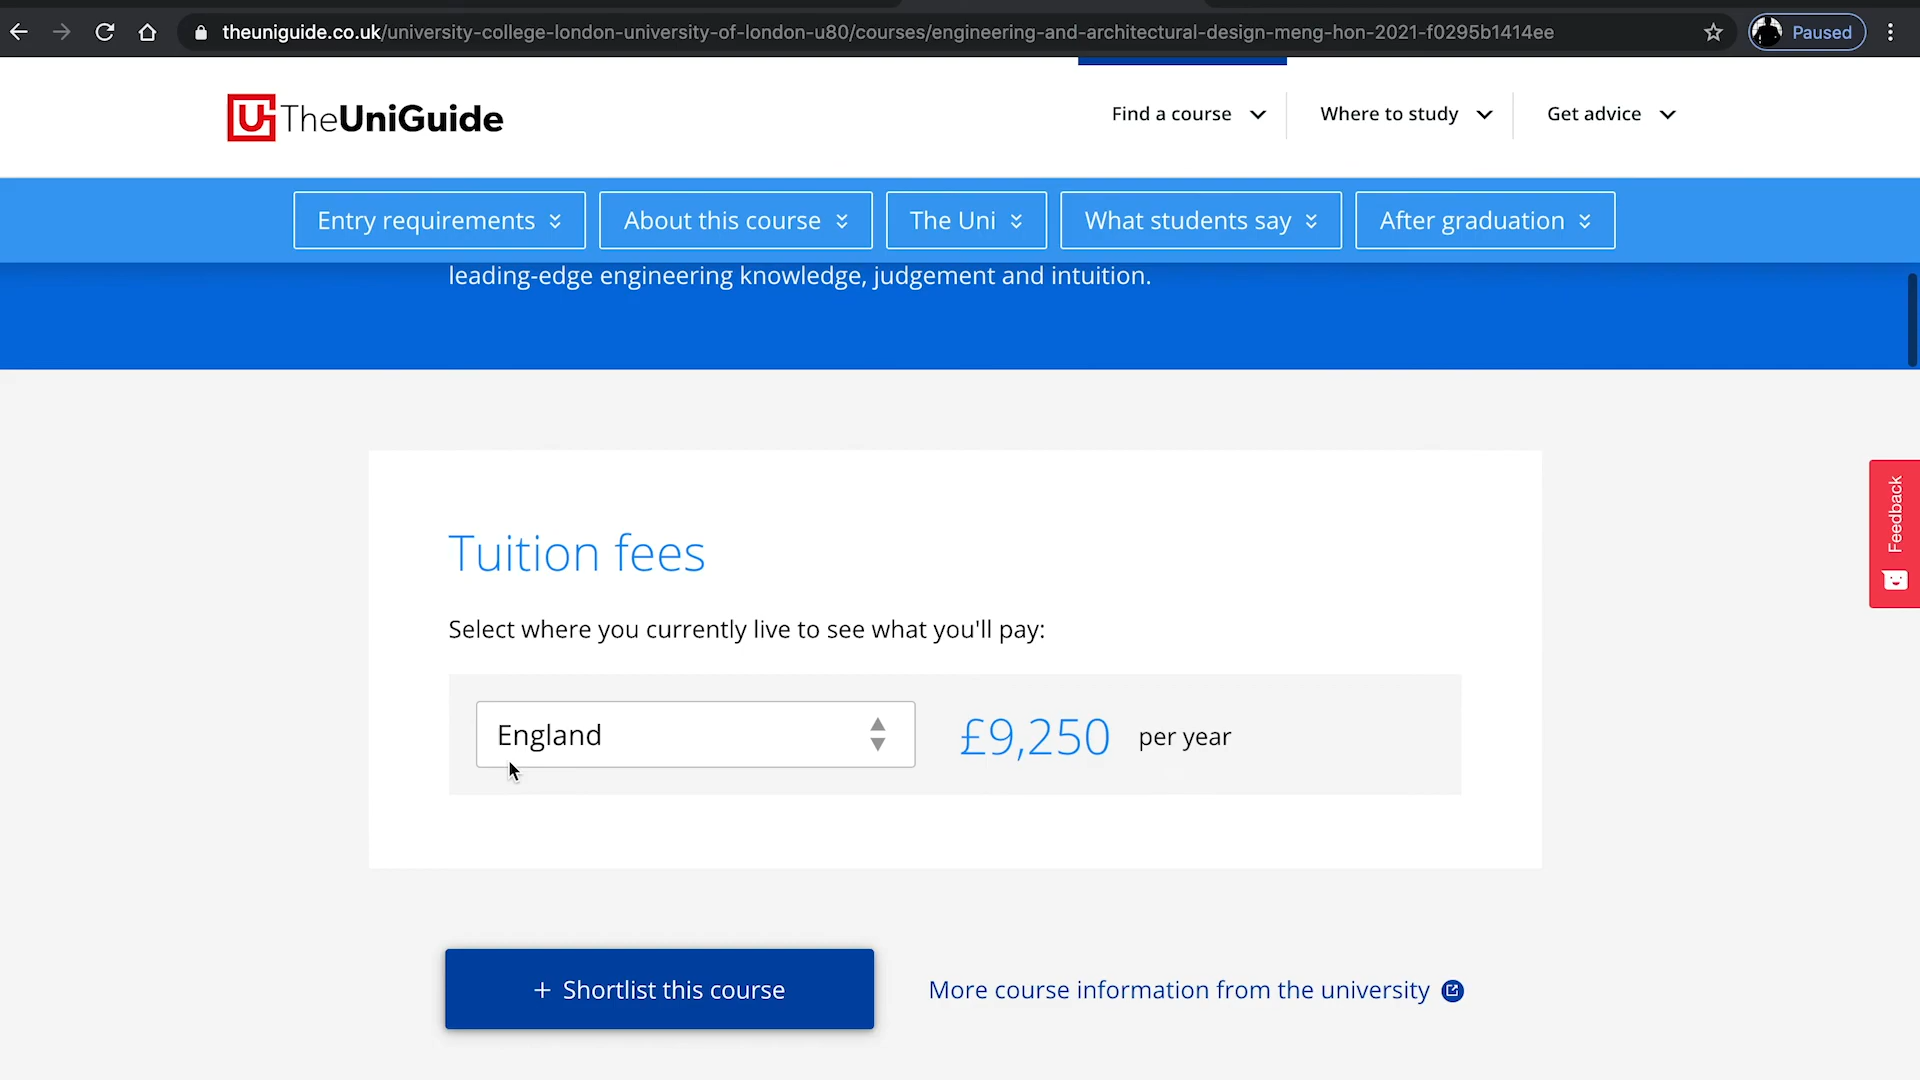 theuniguide.co.uk/university-college-london-university-of-london-u80/courses/engineering-and-architectural-design-meng-hon-2021-f0295b1414ee
Paused
U TheUniGuide
Find a course
Where to study
Get advice
Entry requirements
About this course
The Uni
What students say
After graduation
leading-edge engineering knowledge, judgement and intuition.
Feedback
Tuition fees
Select where you currently live to see what you'll pay:
England
£9,250 per year
+ Shortlist this course
More course information from the university